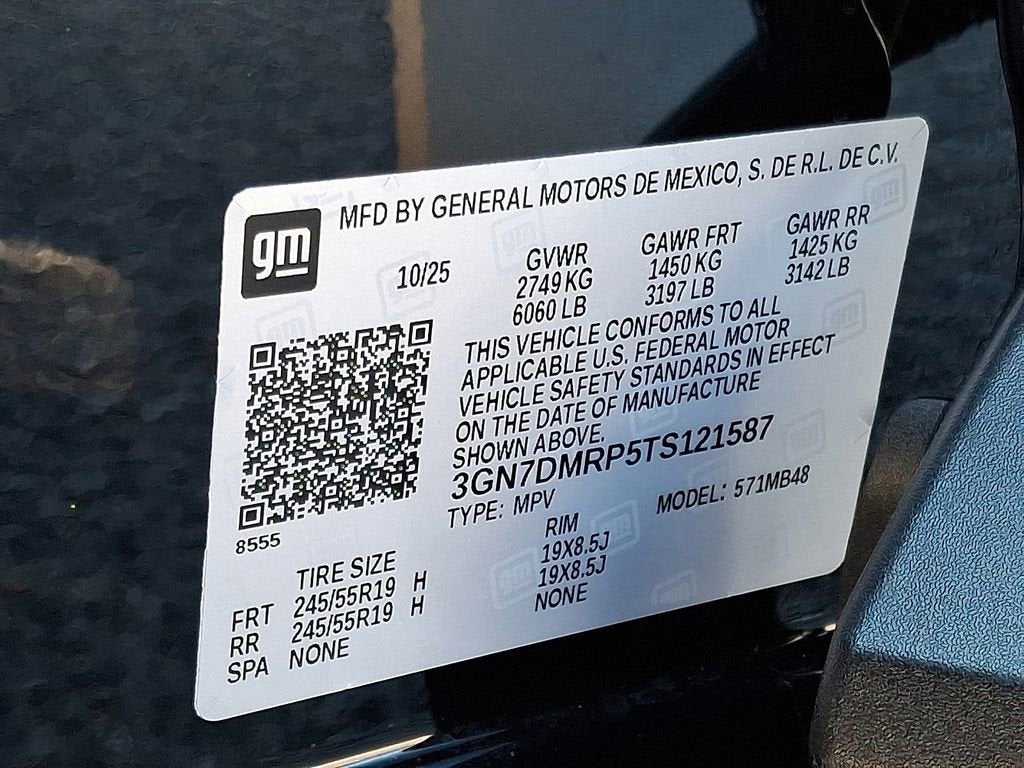 gm
MFD BY GENERAL MOTORS DE MEXICO, S. DE R.L. DE C.V.
10/25
GVWR GAWR FRT GAWR RR
2749 KG 1450 KG 1425 KG
6060 LB 3197 LB 3142 LB
THIS VEHICLE CONFORMS TO ALL
APPLICABLE U.S. FEDERAL MOTOR
VEHICLE SAFETY STANDARDS IN EFFECT
ON THE DATE OF MANUFACTURE
SHOWN ABOVE.
3GN7DMRP5TS121587
TYPE: MPV MODEL: 571MB48
8555
TIRE SIZE RIM
FRT 245/55R19 H 19X8.5J
RR 245/55R19 H 19X8.5J
SPA NONE NONE